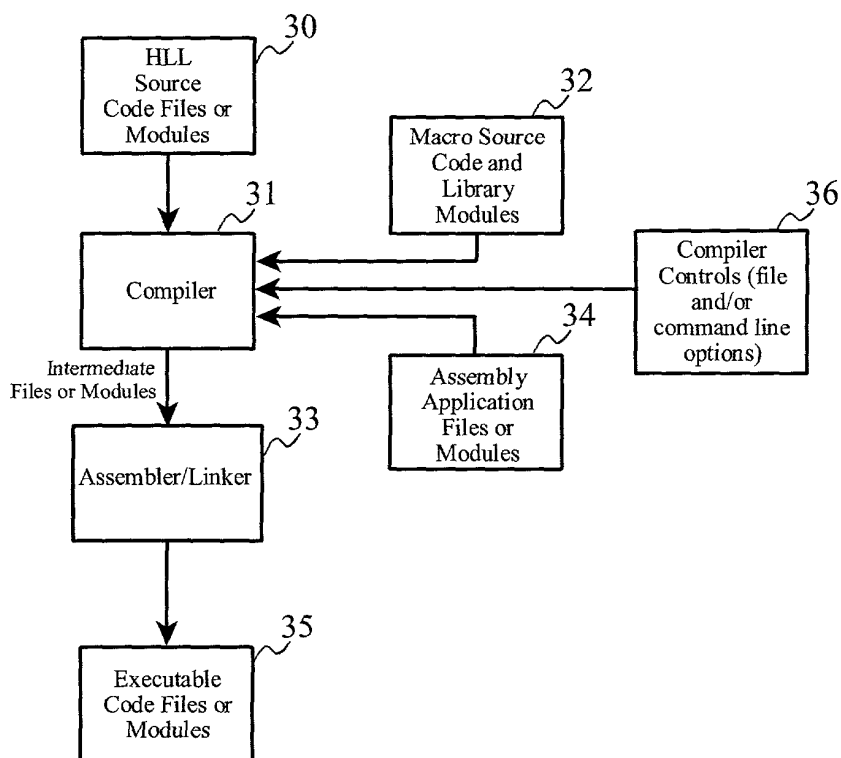 30
HLL
Source
Code Files or
Modules
32
Macro Source
Code and
Library
Modules
31
Compiler
36
Compiler
Controls (file
and/or
command line
options)
Intermediate
Files or Modules
34
Assembly
Application
Files or
Modules
33
Assembler/Linker
35
Executable
Code Files or
Modules